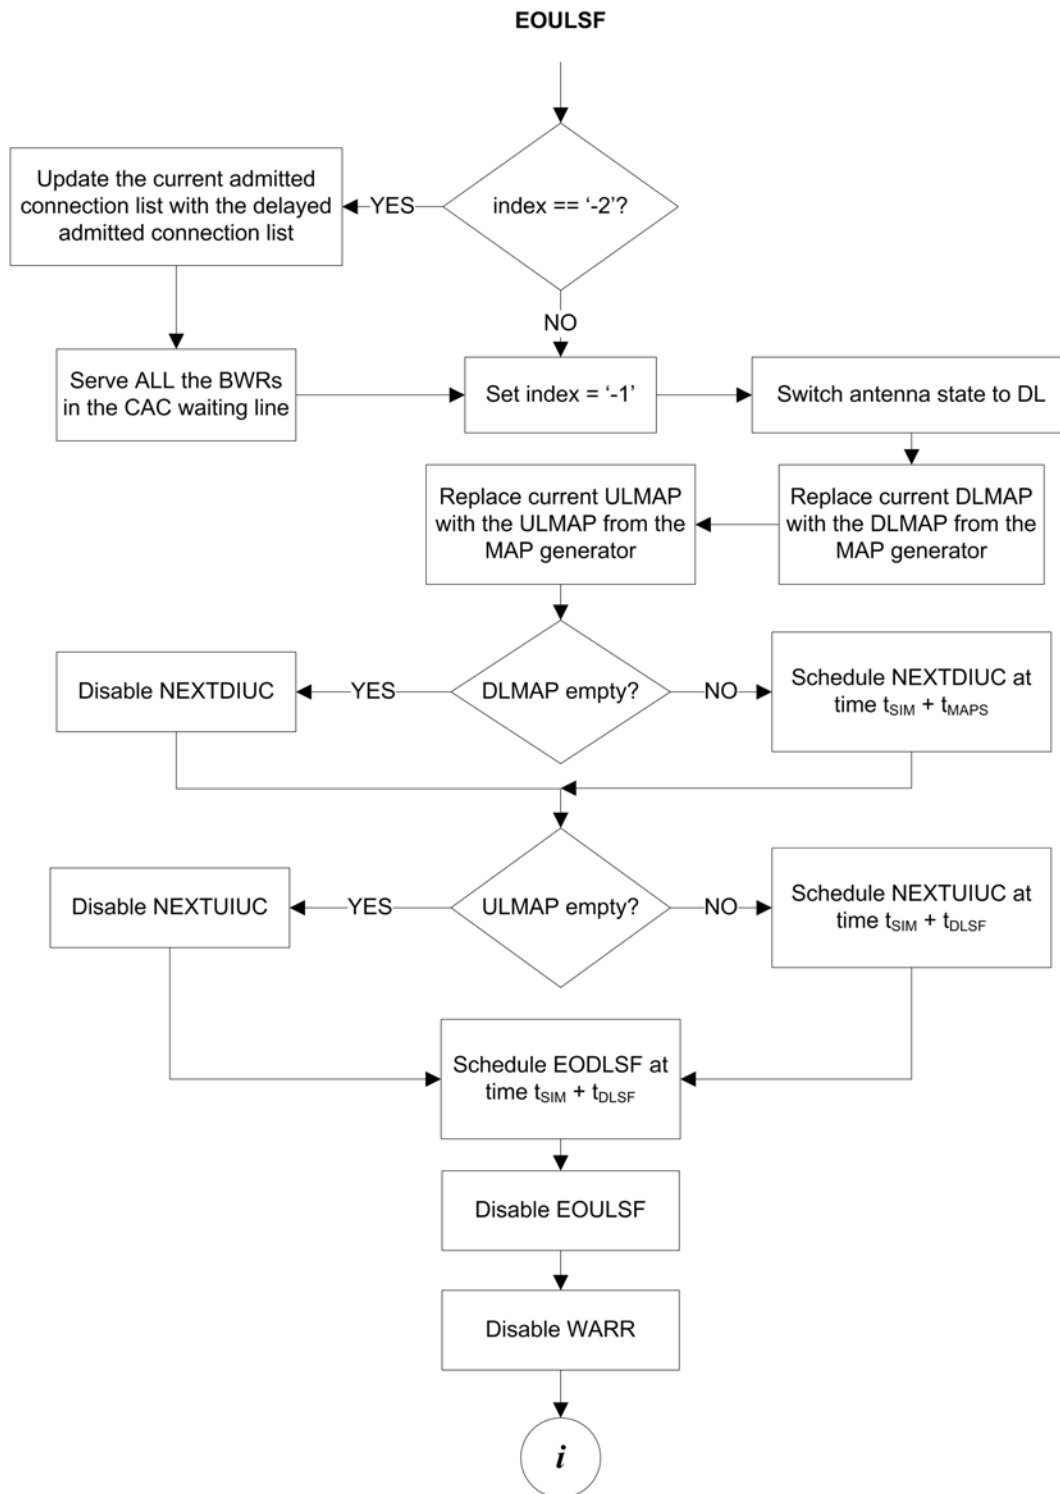 EOULSF
index == ‘-2’?
YES
Update the current admitted
connection list with the delayed
admitted connection list
NO
Serve ALL the BWRs
in the CAC waiting line
Set index = ‘-1’
Switch antenna state to DL
Replace current ULMAP
with the ULMAP from the
MAP generator
Replace current DLMAP
with the DLMAP from the
MAP generator
Disable NEXTDIUC
YES
DLMAP empty?
NO
Schedule NEXTDIUC at
time tSIM + tMAPS
Disable NEXTUIUC
YES
ULMAP empty?
NO
Schedule NEXTUIUC at
time tSIM + tDLSF
Schedule EODLSF at
time tSIM + tDLSF
Disable EOULSF
Disable WARR
i